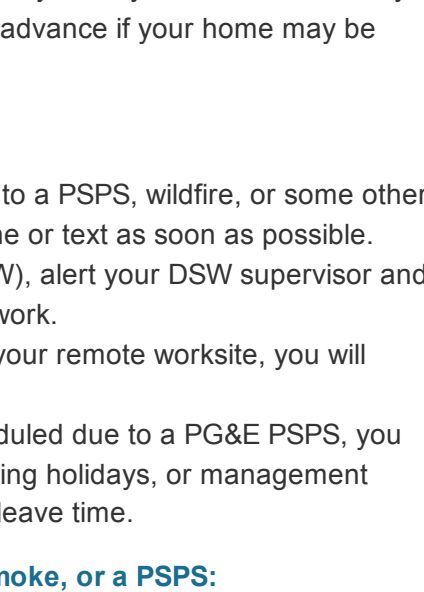 advance if your home may be
to a PSPS, wildfire, or some other
ne or text as soon as possible.
W), alert your DSW supervisor and
work.
your remote worksite, you will
duled due to a PG&E PSPS, you
ing holidays, or management
leave time.
moke, or a PSPS: